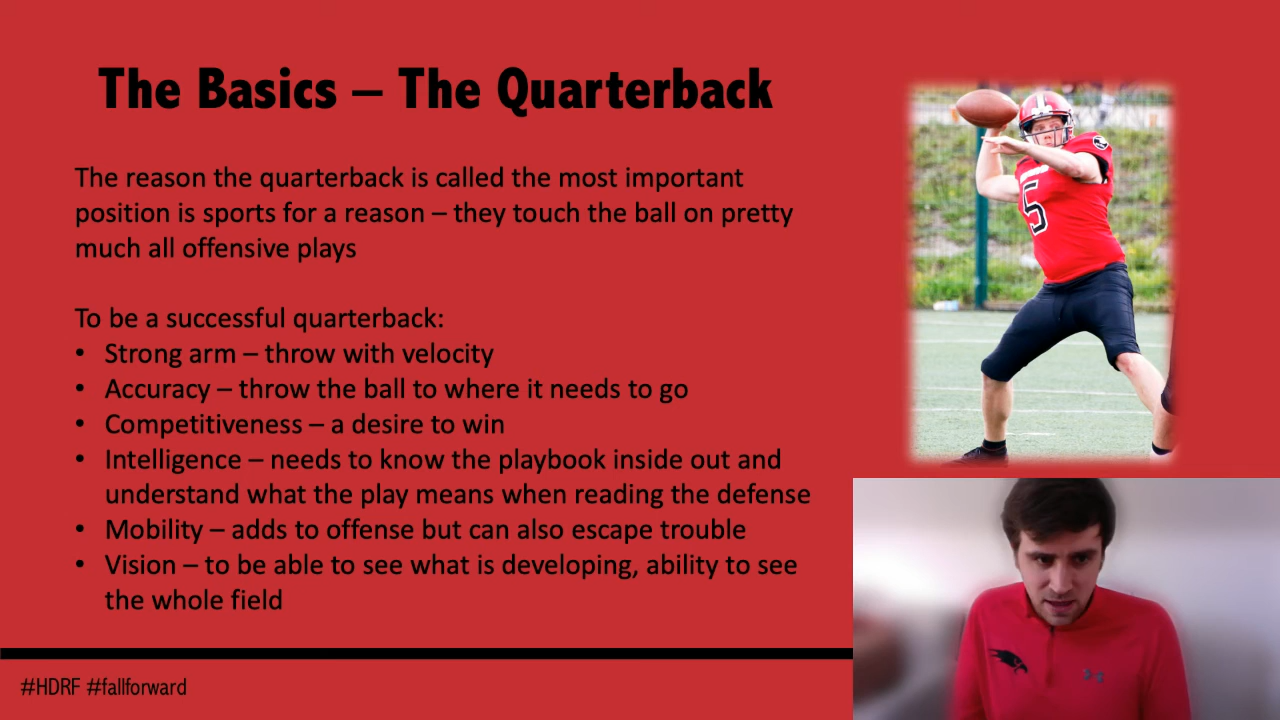 The Basics – The Quarterback
The reason the quarterback is called the most important
position is sports for a reason – they touch the ball on pretty
much all offensive plays
To be a successful quarterback:
• Strong arm – throw with velocity
• Accuracy – throw the ball to where it needs to go
• Competitiveness – a desire to win
• Intelligence – needs to know the playbook inside out and
understand what the play means when reading the defense
• Mobility – adds to offense but can also escape trouble
• Vision – to be able to see what is developing, ability to see
the whole field
5
#HDRF #fallforward